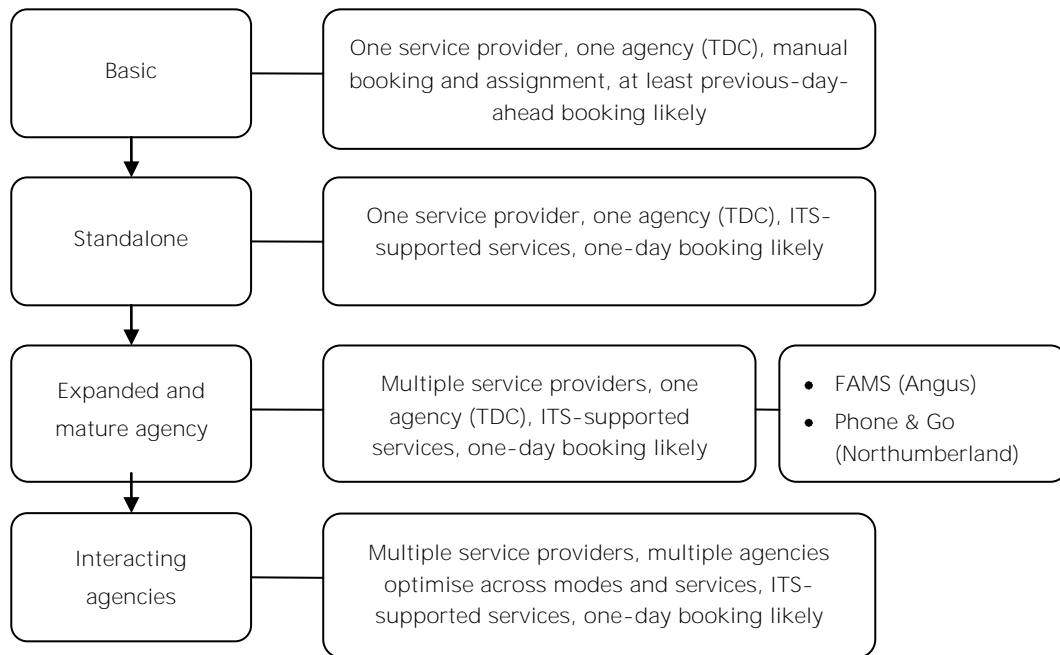 Basic
One service provider, one agency (TDC), manual
booking and assignment, at least previous-day-
ahead booking likely
Standalone
One service provider, one agency (TDC), ITS-
supported services, one-day booking likely
Expanded and
mature agency
Multiple service providers, one
agency (TDC), ITS-supported
services, one-day booking likely
• FAMS (Angus)
• Phone & Go
(Northumberland)
Interacting
agencies
Multiple service providers, multiple agencies
optimise across modes and services, ITS-
supported services, one-day booking likely